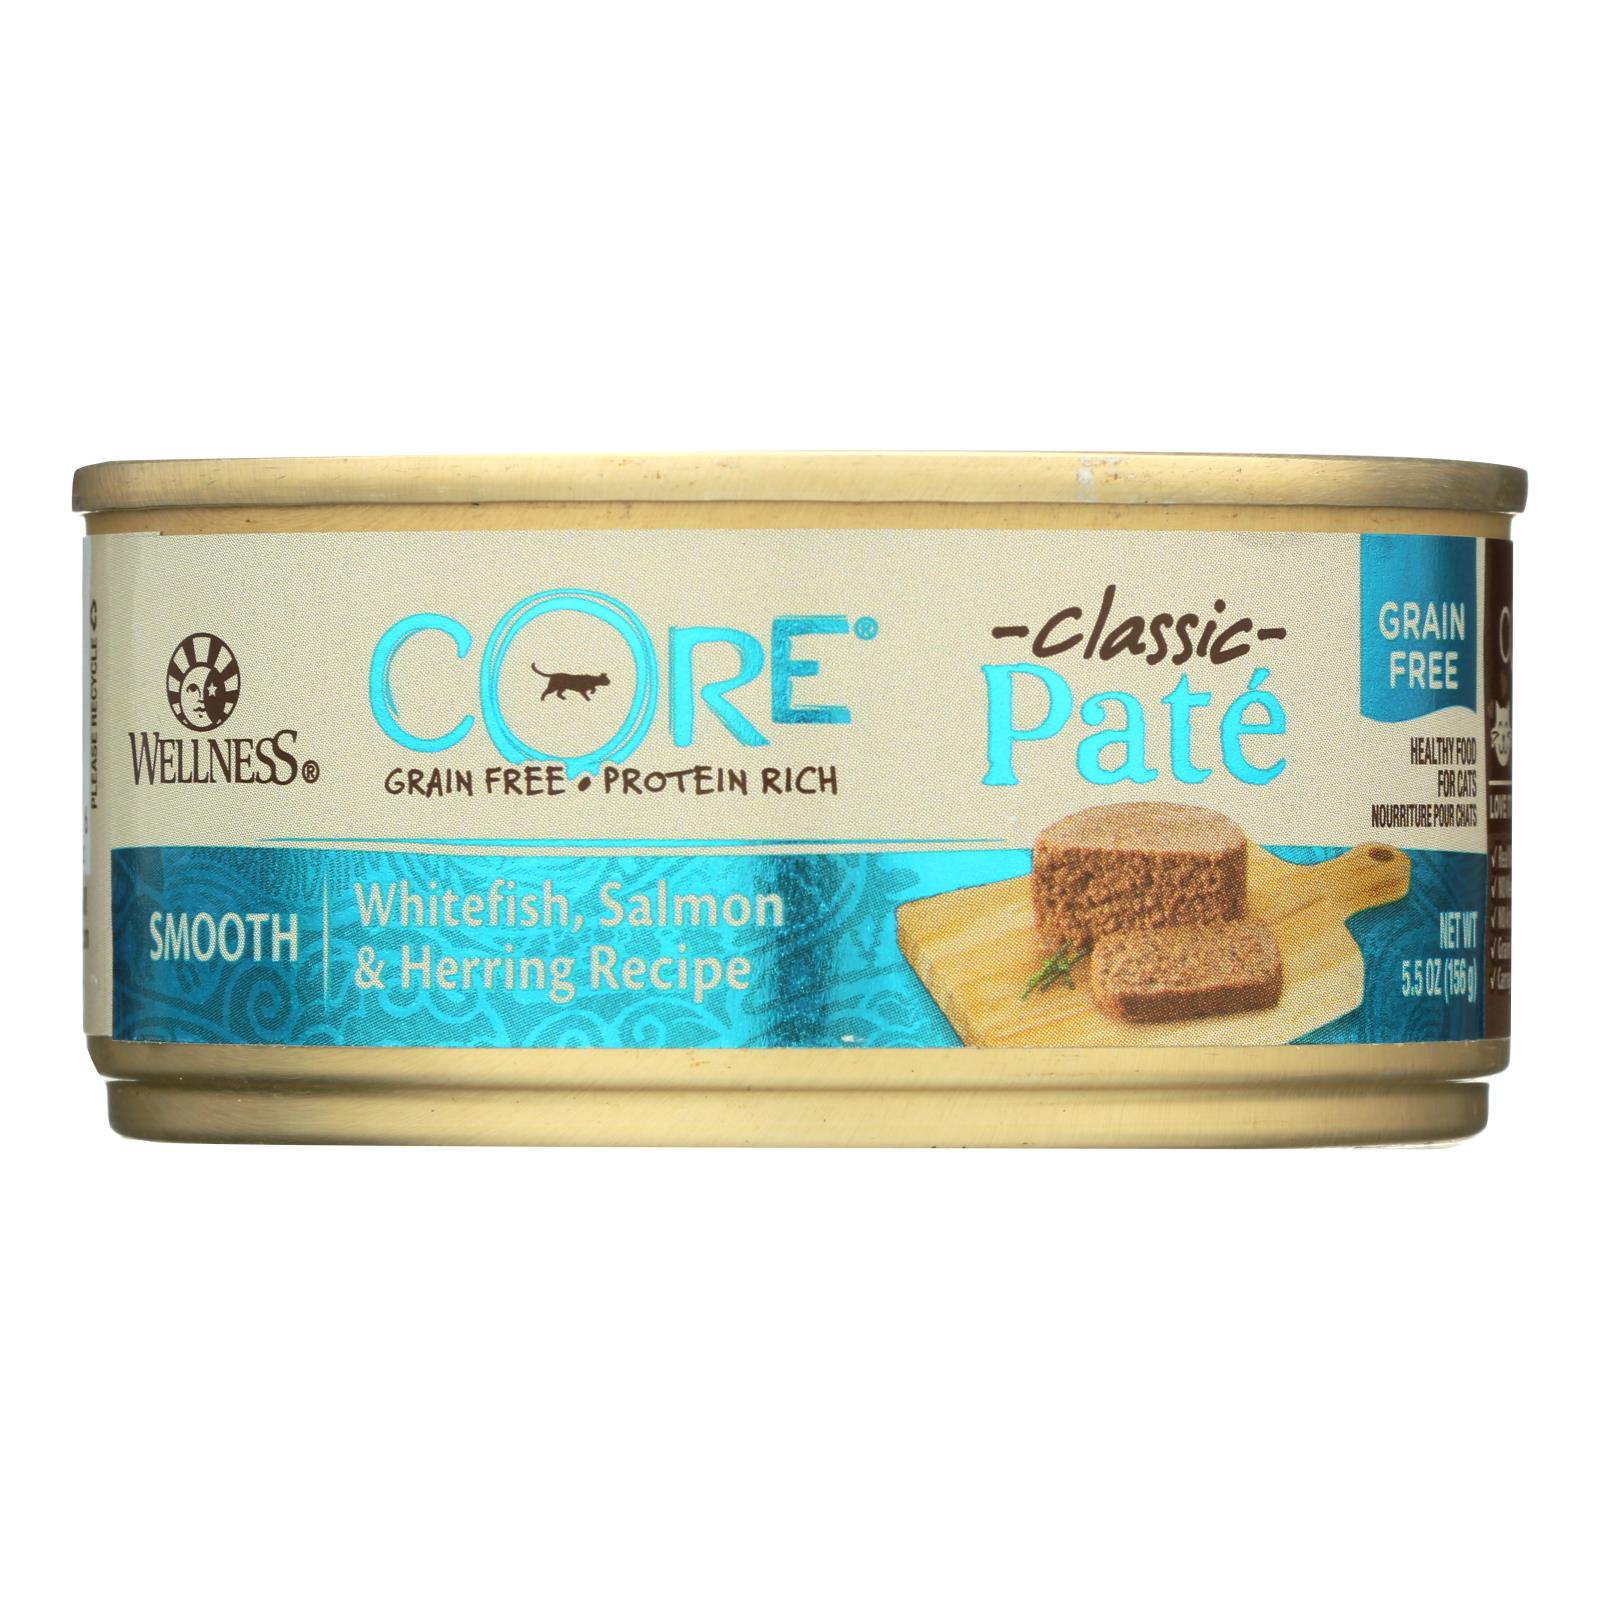 PLEASE RECYCLE
WELLNESS®
CORE®
GRAIN FREE • PROTEIN RICH
-classic-
Paté
GRAIN
FREE
HEALTHY FOOD
FOR CATS
NOURRITURE POUR CHATS
SMOOTH
Whitefish, Salmon
& Herring Recipe
NET WT
5.5 OZ (156 g)